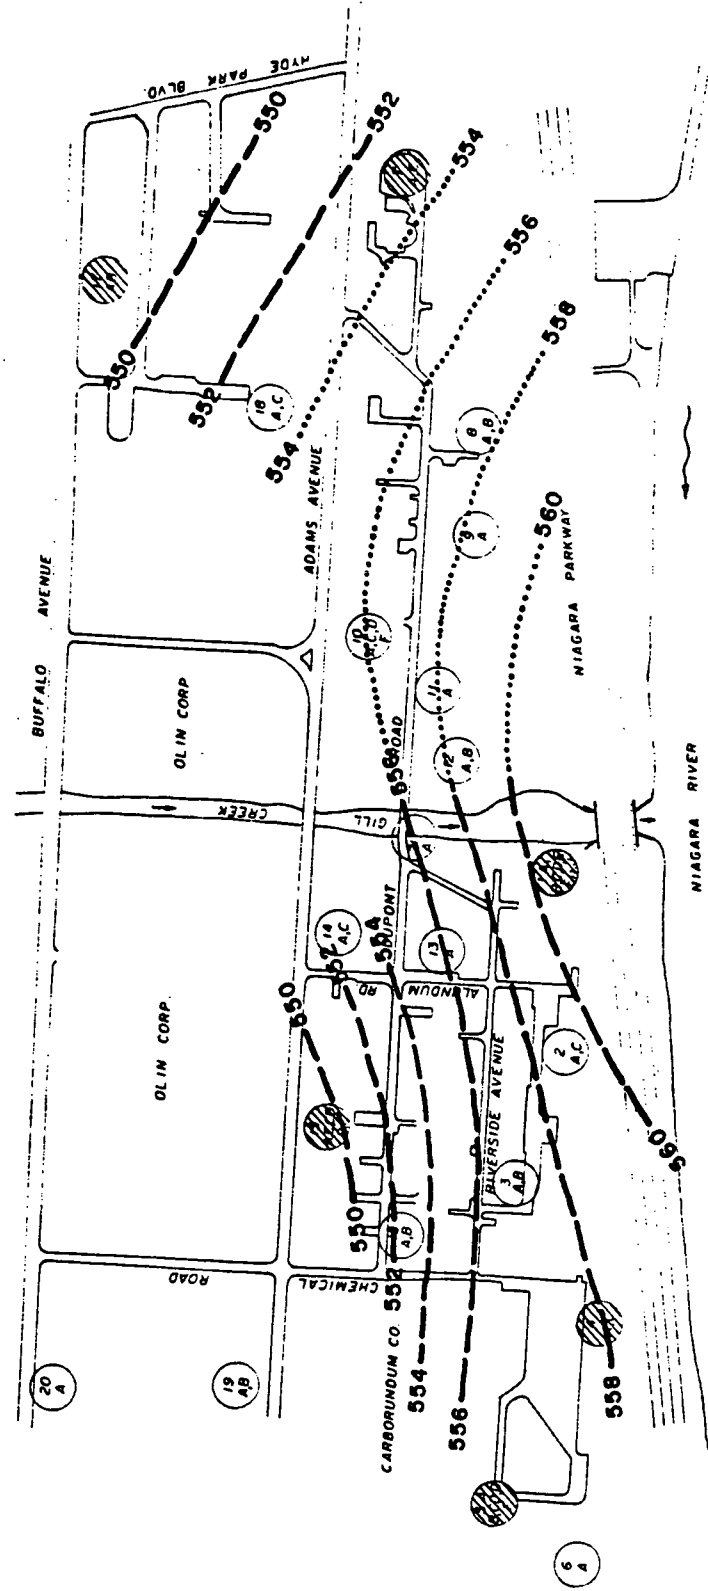 HYDE PARK BLVD.
550
552
554
556
558
550
552
554
18
A,C
8
A,B
9
A
560
BUFFALO AVENUE
ADAMS AVENUE
NIAGARA PARKWAY
OLIN CORP
10
11
A
12
A,B
556
ROAD
GILL CREEK
NIAGARA RIVER
DUPONT
14
A,C
13
A
552
554
550
ALUNDUM RD
OLIN CORP.
RIVERSIDE AVENUE
2
A,C
3
A,B
560
550
A,B
CHEMICAL ROAD
552
CARBORUNDUM CO.
554
556
558
20
A
19
A,B
6
A